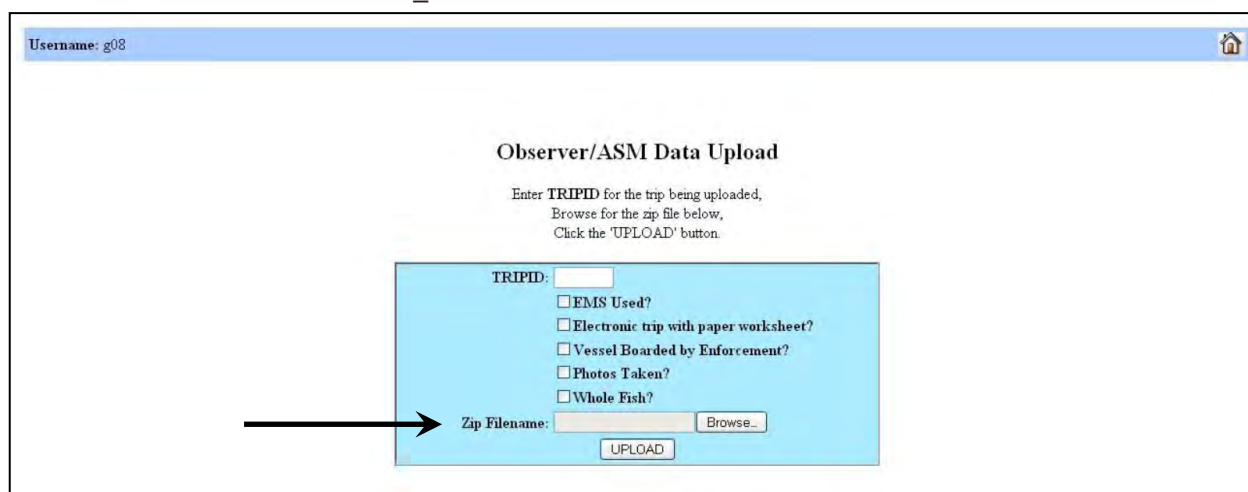 Username: g08
Observer/ASM Data Upload
Enter TRIPID for the trip being uploaded,
Browse for the zip file below,
Click the 'UPLOAD' button.
TRIPID:
EMS Used?
Electronic trip with paper worksheet?
Vessel Boarded by Enforcement?
Photos Taken?
Whole Fish?
Zip Filename: Browse...
UPLOAD